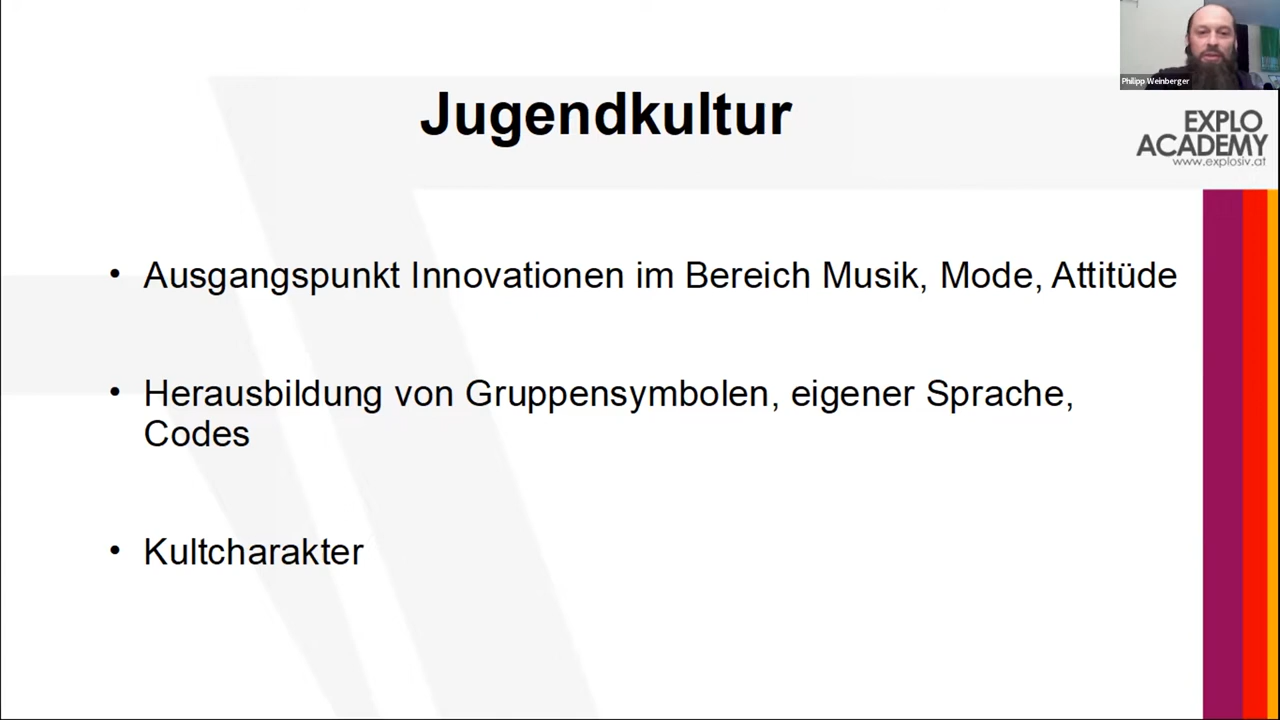 Philipp Weinberger
Jugendkultur
EXPLO
ACADEMY
www.explosiv.at
• Ausgangspunkt Innovationen im Bereich Musik, Mode, Attitüde
• Herausbildung von Gruppensymbolen, eigener Sprache,
Codes
• Kultcharakter